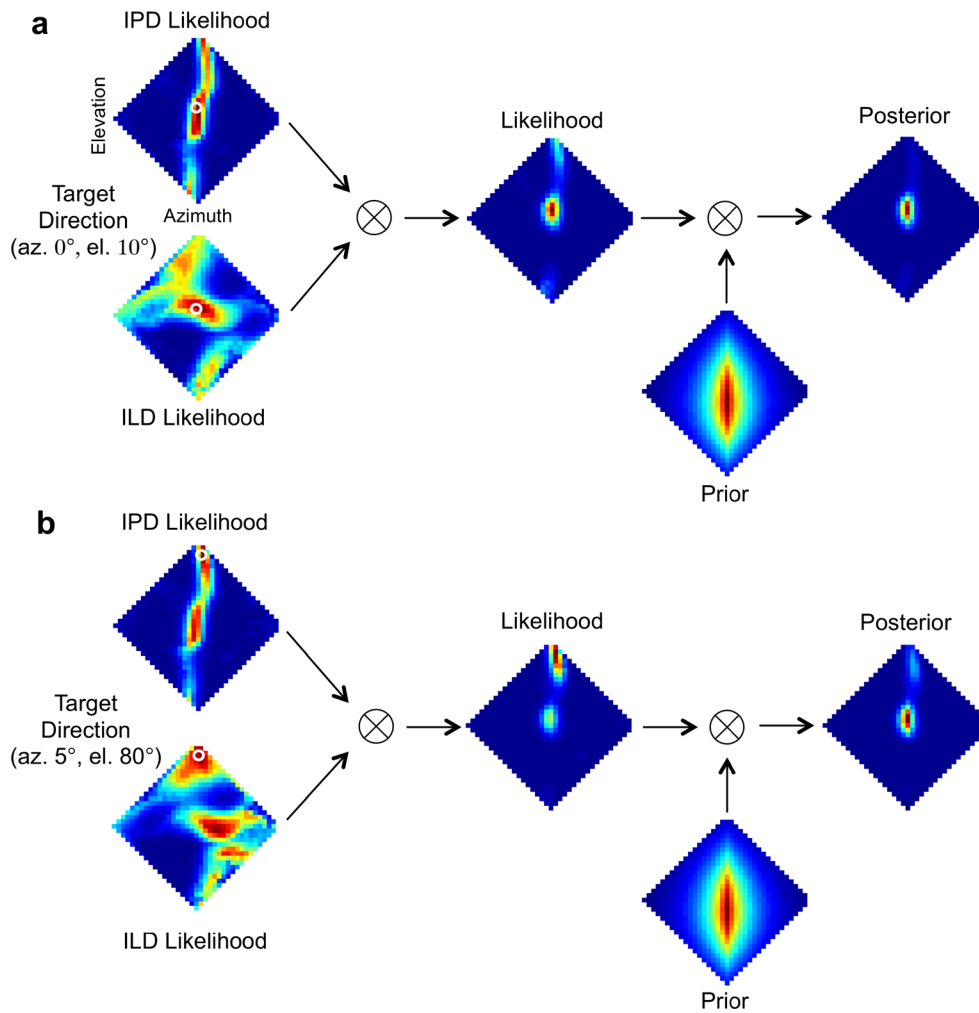 a
IPD Likelihood
Elevation
Azimuth
Target
Direction
(az. 0°, el. 10°)
ILD Likelihood
Likelihood
Posterior
Prior
b
IPD Likelihood
Target
Direction
(az. 5°, el. 80°)
ILD Likelihood
Likelihood
Posterior
Prior